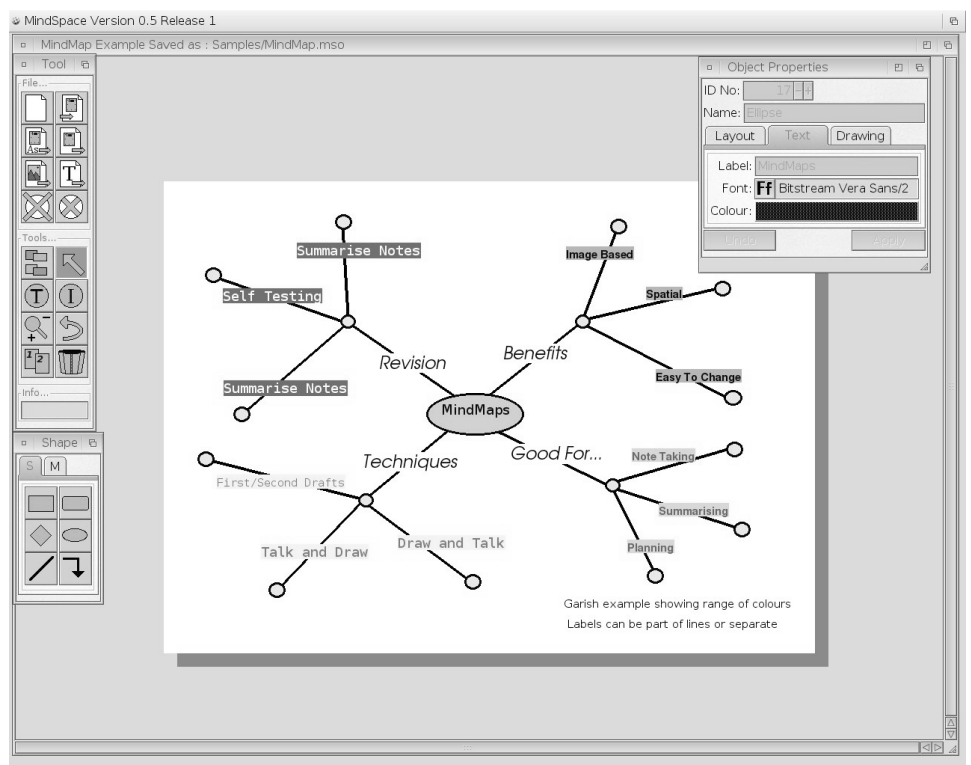 MindSpace Version 0.5 Release 1
MindMap Example Saved as : Samples/MindMap.mso
Tool
File...
As
T
Tools...
T I
1 2
Info...
Shape
S M
Object Properties
ID No: 17
Name: Ellipse
Layout Text Drawing
Label: MindMaps
Font: Ff Bitstream Vera Sans/2
Colour:
Undo Apply
Summarise Notes
Self Testing
Summarise Notes
Revision
Image Based
Spatial
Easy To Change
Benefits
MindMaps
Techniques
First/Second Drafts
Talk and Draw
Draw and Talk
Good For...
Note Taking
Summarising
Planning
Garish example showing range of colours
Labels can be part of lines or separate